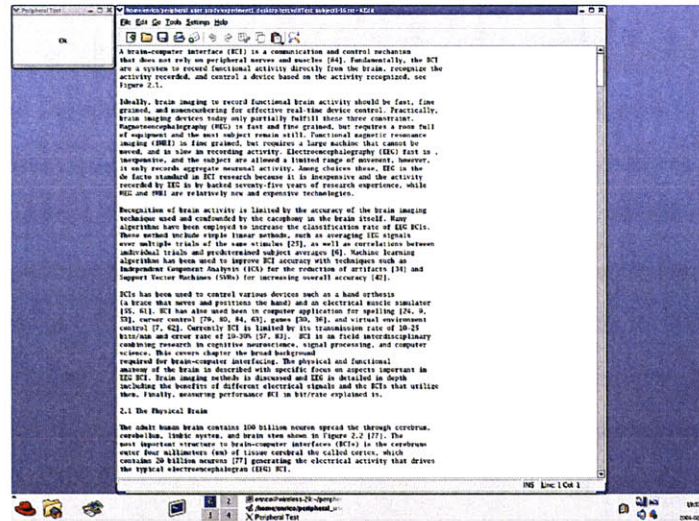 Peripheral Test
File Edit Go Tools Settings Help
Ok
A brain-computer interface (BCI) is a communication and control mechanism
that does not rely on peripheral nerves and muscles [84]. Fundamentally, the BCI
are a system to record functional activity directly from the brain, recognize the
activity recorded, and control a device based on the activity recognized, see
Figure 2.1.
Ideally, brain imaging to record functional brain activity should be fast, fine
grained, and nonencumbering for effective real-time device control. Practically,
brain imaging devices today only partially fulfill these three constraint.
Magnetoencephalography (MEG) is fast and fine grained, but requires a room full
of equipment and the must subject remain still. Functional magnetic resonance
imaging (fMRI) is fine grained, but requires a large machine that cannot be
moved, and is slow in recording activity. Electroencephalography (EEG) fast is ,
inexpensive, and the subject are allowed a limited range of movement, however,
it only records aggregate neuronal activity. Among choices these, EEG is the
de facto standard in BCI research because it is inexpensive and the activity
recorded by EEG is by backed seventy-five years of research experience, while
MEG and fMRI are relatively new and expensive technologies.
Recognition of brain activity is limited by the accuracy of the brain imaging
technique used and confounded by the cacophony in the brain itself. Many
algorithm have been employed to increase the classification rate of EEG BCIs.
These method include simple linear methods, such as averaging EEG signals
over multiple trials of the same stimulus [25], as well as correlations between
individual trials and predetermined subject averages [6]. Machine learning
algorithm has been used to improve BCI accuracy with techniques such as
Independent Component Analysis (ICA) for the reduction of artifacts [34] and
Support Vector Machines (SVMs) for increasing overall accuracy [42].
BCIs has been used to control various devices such as a hand orthosis
(a brace that moves and positions the hand) and an electrical muscle simulator
[55, 61]. BCI has also used been in computer application for spelling [24, 9,
53], cursor control [79, 80, 84, 63], games [30, 36], and virtual environment
control [7, 62]. Currently BCI is limited by its transmission rate of 10-25
bits/min and error rate of 10-30% [57, 83]. BCI is an field interdisciplinary
combining research in cognitive neuroscience, signal processing, and computer
science. This covers chapter the broad background
required for brain-computer interfacing. The physical and functional
anatomy of the brain is described with specific focus on aspects important in
EEG BCI. Brain imaging methods is discussed and EEG is detailed in depth
including the benefits of different electrical signals and the BCIs that utilize
them. Finally, measuring performance BCI in bit/rate explained is.
2.1 The Physical Brain
The adult human brain contains 100 billion neuron spread the through cerebrum,
cerebellum, limbic system, and brain stem shown in Figure 2.2 [77]. The
most important structure to brain-computer interfaces (BCIs) is the cerebrums
outer four millimeters (mm) of tissue cerebral the called cortex, which
contains 20 billion neurons [77] generating the electrical activity that drives
the typical electroencephalogram (EEG) BCI.
INS Line: 1 Col: 1
1 2
3 4
Peripheral Test